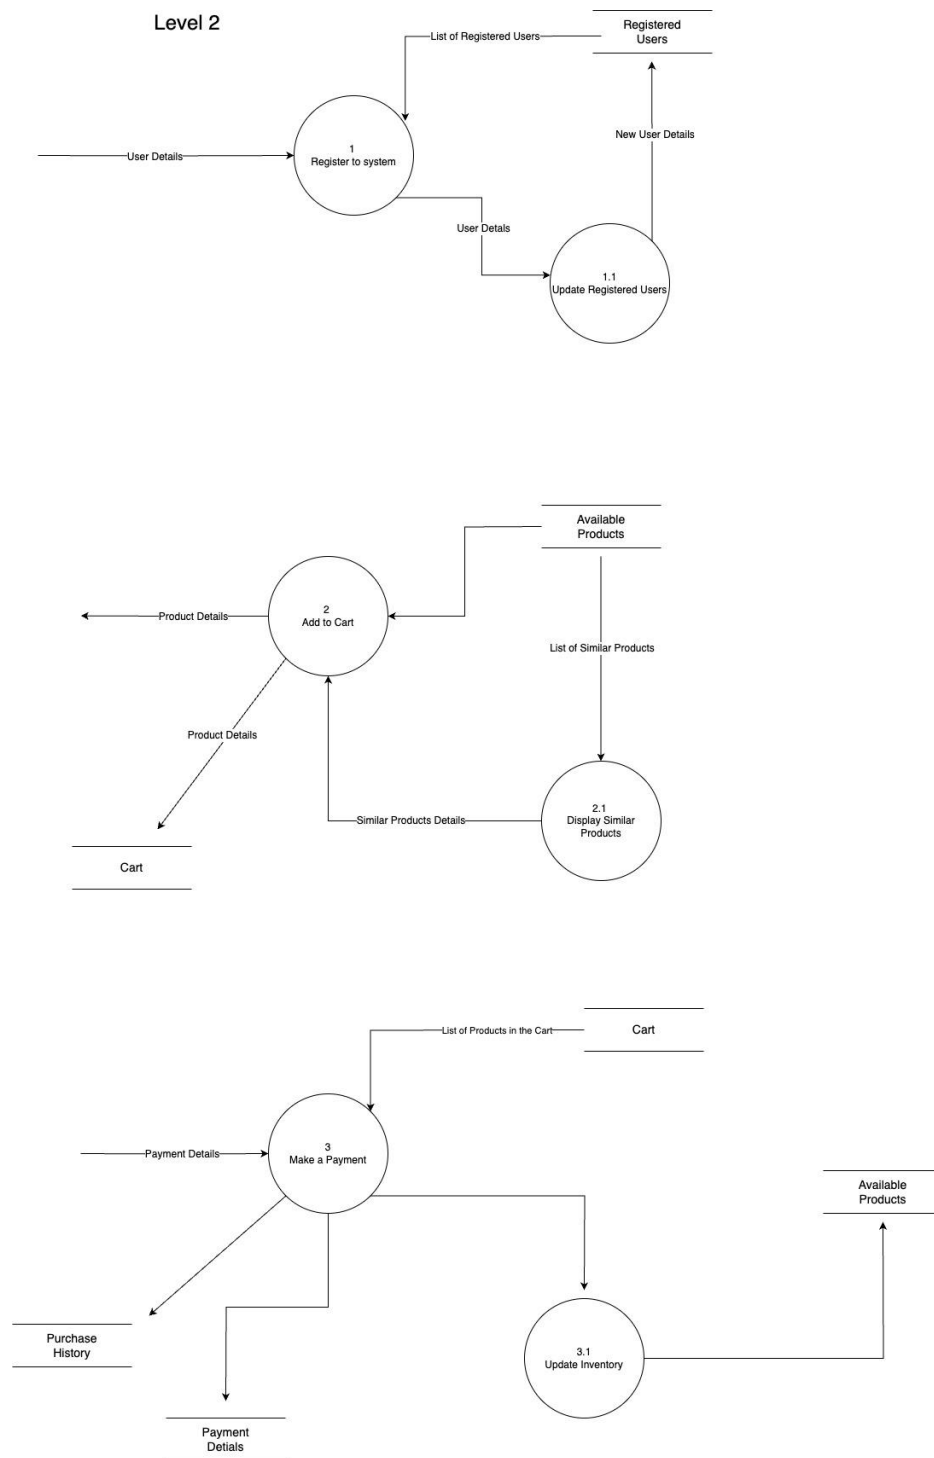 Level 2
List of Registered Users
Registered
Users
New User Details
User Details
1
Register to system
User Detals
1.1
Update Registered Users
Available
Products
2
Add to Cart
Product Details
List of Similar Products
Product Details
2.1
Display Similar
Products
Similar Products Details
Cart
List of Products in the Cart
Cart
3
Make a Payment
Payment Details
Available
Products
Purchase
History
3.1
Update Inventory
Payment
Detials